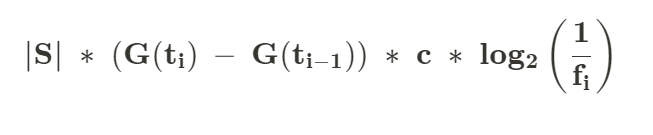 |S| * (G(tᵢ) − G(tᵢ₋₁)) * c * log₂ (1/fᵢ)